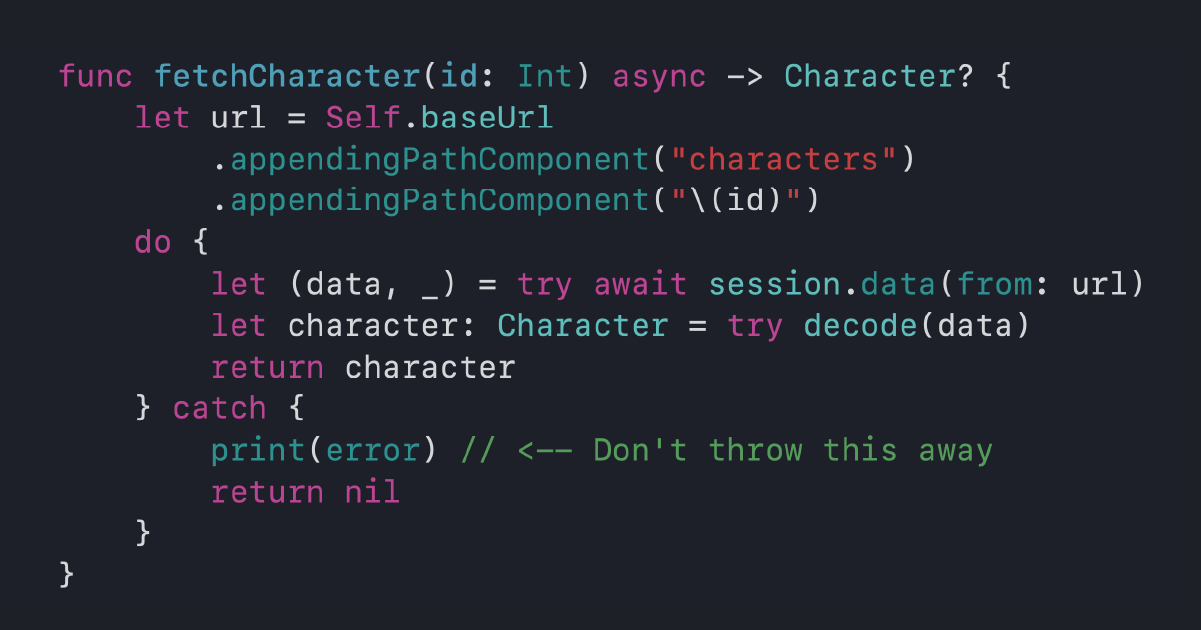 func fetchCharacter(id: Int) async -> Character? {
    let url = Self.baseUrl
        .appendingPathComponent("characters")
        .appendingPathComponent("\(id)")
    do {
        let (data, _) = try await session.data(from: url)
        let character: Character = try decode(data)
        return character
    } catch {
        print(error) // <-- Don't throw this away
        return nil
    }
}